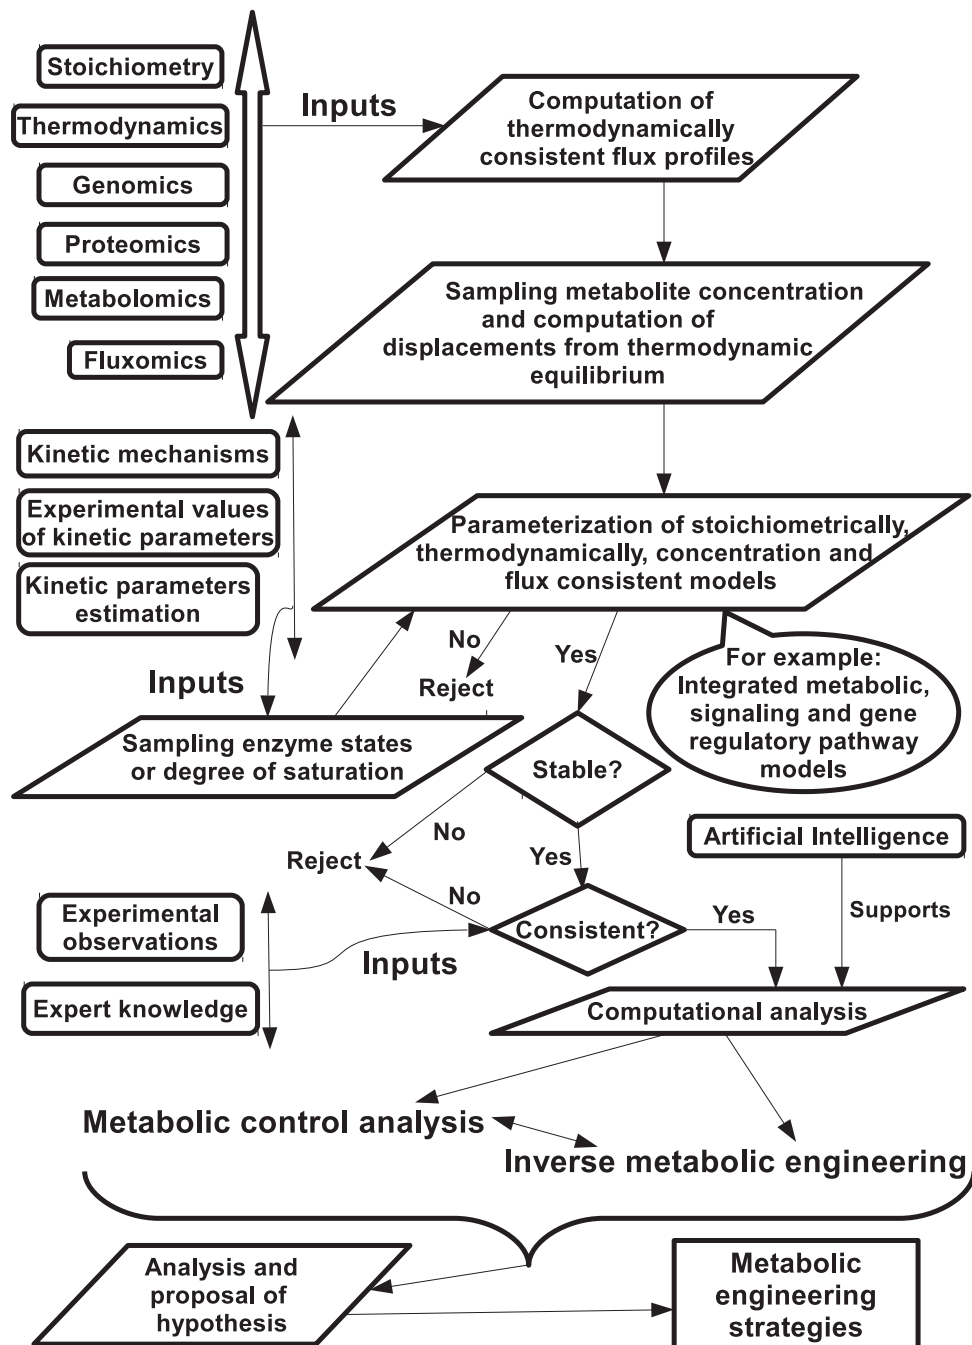 Stoichiometry
Thermodynamics
Genomics
Proteomics
Metabolomics
Fluxomics
Inputs
Computation of
thermodynamically
consistent flux profiles
Sampling metabolite concentration
and computation of
displacements from thermodynamic
equilibrium
Kinetic mechanisms
Experimental values
of kinetic parameters
Kinetic parameters
estimation
Inputs
Parameterization of stoichiometrically,
thermodynamically, concentration and
flux consistent models
No
Reject
Yes
For example:
Integrated metabolic,
signaling and gene
regulatory pathway
models
Sampling enzyme states
or degree of saturation
Stable?
No
Reject
Yes
No
Artificial Intelligence
Supports
Experimental
observations
Expert knowledge
Inputs
Consistent?
Yes
Computational analysis
Metabolic control analysis
Inverse metabolic engineering
Analysis and
proposal of
hypothesis
Metabolic
engineering
strategies